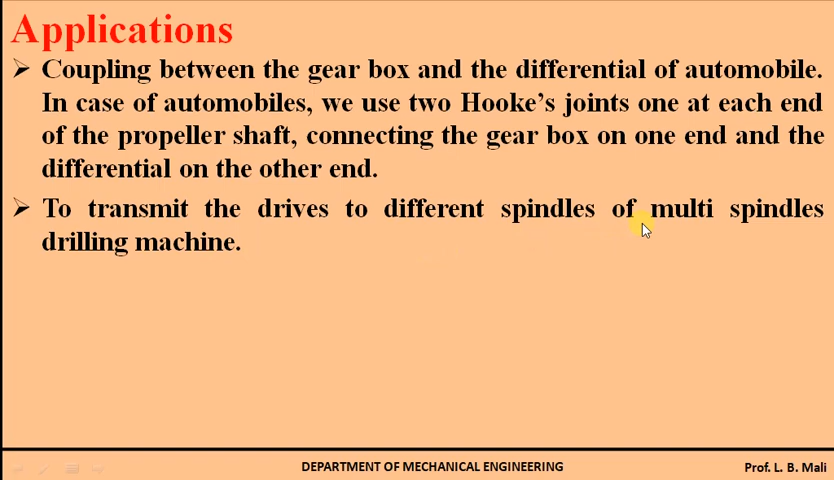 Applications
➢ Coupling between the gear box and the differential of automobile.
In case of automobiles, we use two Hooke's joints one at each end
of the propeller shaft, connecting the gear box on one end and the
differential on the other end.
➢ To transmit the drives to different spindles of multi spindles
drilling machine.
DEPARTMENT OF MECHANICAL ENGINEERING
Prof. L. B. Mali